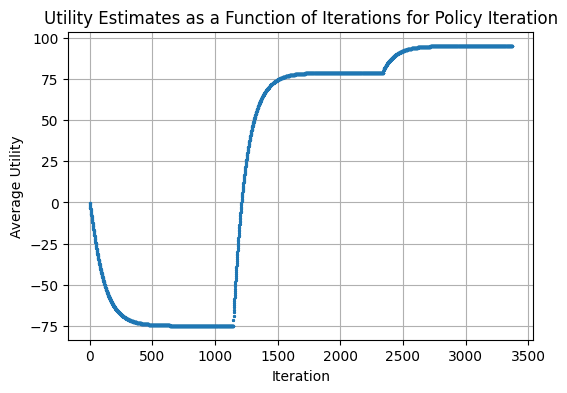 Utility Estimates as a Function of Iterations for Policy Iteration
100
75
50
25
0
−25
−50
−75
Average Utility
0 500 1000 1500 2000 2500 3000 3500
Iteration